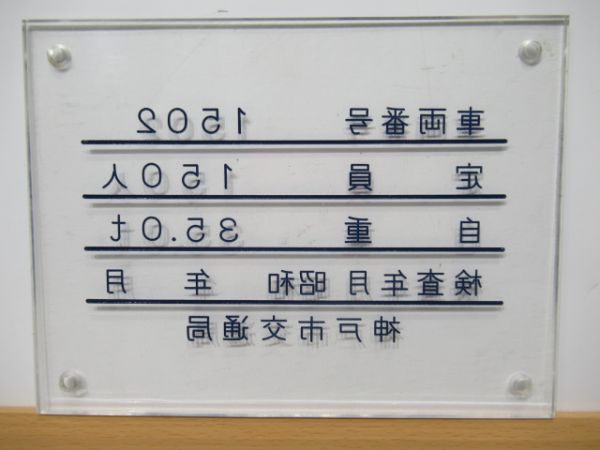 車両番号 1502
定員 150人
自重 35.0t
検査年月 昭和 年 月
神戸市交通局